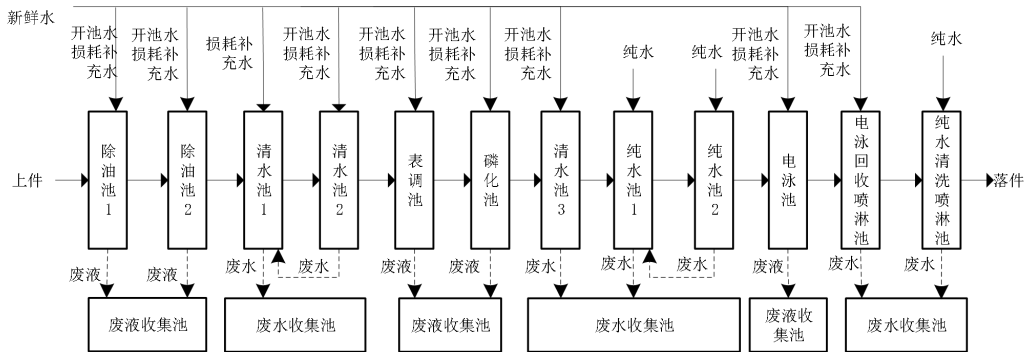 新鲜水
开池水
损耗补
充水
开池水
损耗补
充水
损耗补
充水
开池水
损耗补
充水
开池水
损耗补
充水
开池水
损耗补
充水
开池水
损耗补
充水
纯水
纯水
开池水
损耗补
充水
开池水
损耗补
充水
纯水
上件
除油池1
除油池2
清水池1
清水池2
表调池
磷化池
清水池3
纯水池1
纯水池2
电泳池
电泳回收喷淋池
纯水清洗喷淋池
落件
废液
废液
废水
废水
废液
废液
废水
废水
废水
废液
废水
废水
废液收集池
废水收集池
废液收集池
废水收集池
废液收
集池
废水收集池